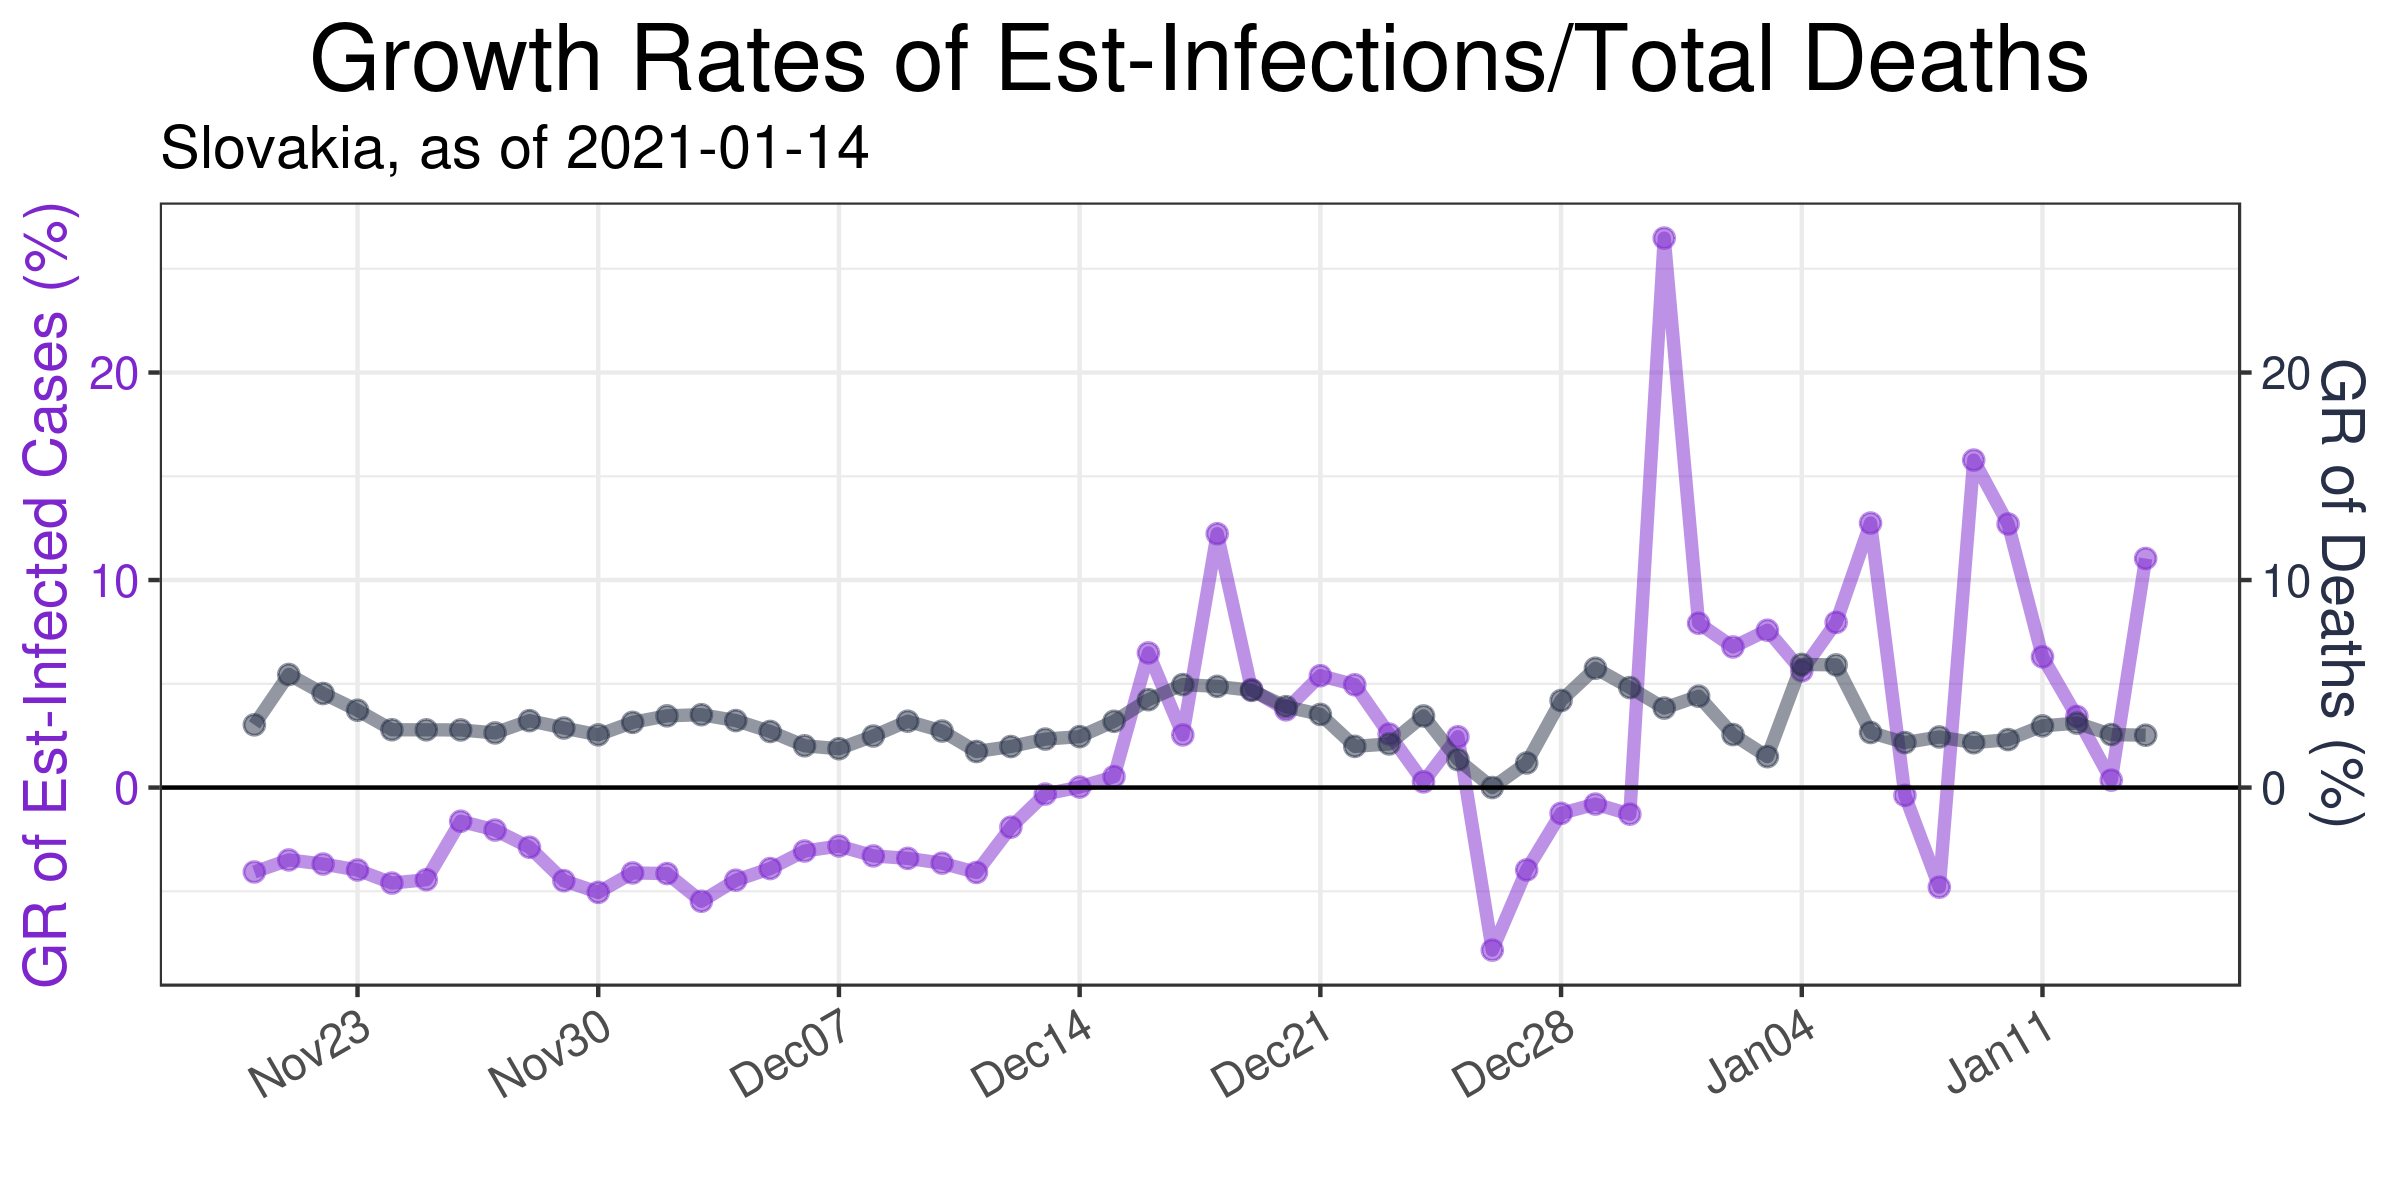 Growth Rates of Est-Infections/Total Deaths
Slovakia, as of 2021-01-14
GR of Est-Infected Cases (%)
20
10
0
20
10
0
GR of Deaths (%)
Nov23
Nov30
Dec07
Dec14
Dec21
Dec28
Jan04
Jan11